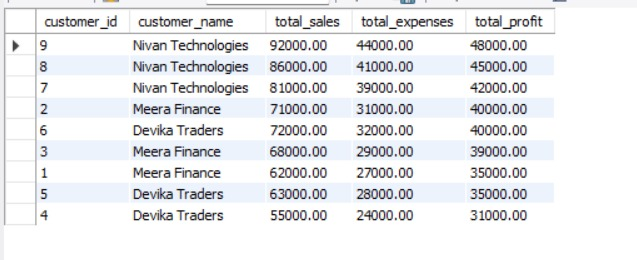 customer_id customer_name total_sales total_expenses total_profit
9 Nivan Technologies 92000.00 44000.00 48000.00
8 Nivan Technologies 86000.00 41000.00 45000.00
7 Nivan Technologies 81000.00 39000.00 42000.00
2 Meera Finance 71000.00 31000.00 40000.00
6 Devika Traders 72000.00 32000.00 40000.00
3 Meera Finance 68000.00 29000.00 39000.00
1 Meera Finance 62000.00 27000.00 35000.00
5 Devika Traders 63000.00 28000.00 35000.00
4 Devika Traders 55000.00 24000.00 31000.00